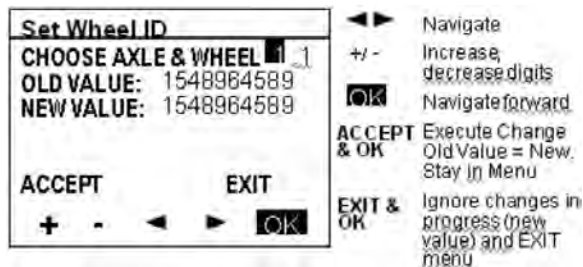 Set Wheel ID
CHOOSE AXLE & WHEEL 1 1
OLD VALUE: 1548964589
NEW VALUE: 1548964589
ACCEPT EXIT
+ - ◄ ► OK
◄► Navigate
+/- Increase,
decrease digits
OK Navigate forward
ACCEPT & OK Execute Change
Old Value = New.
Stay in Menu
EXIT & OK Ignore changes in
progress (new
value) and EXIT
menu